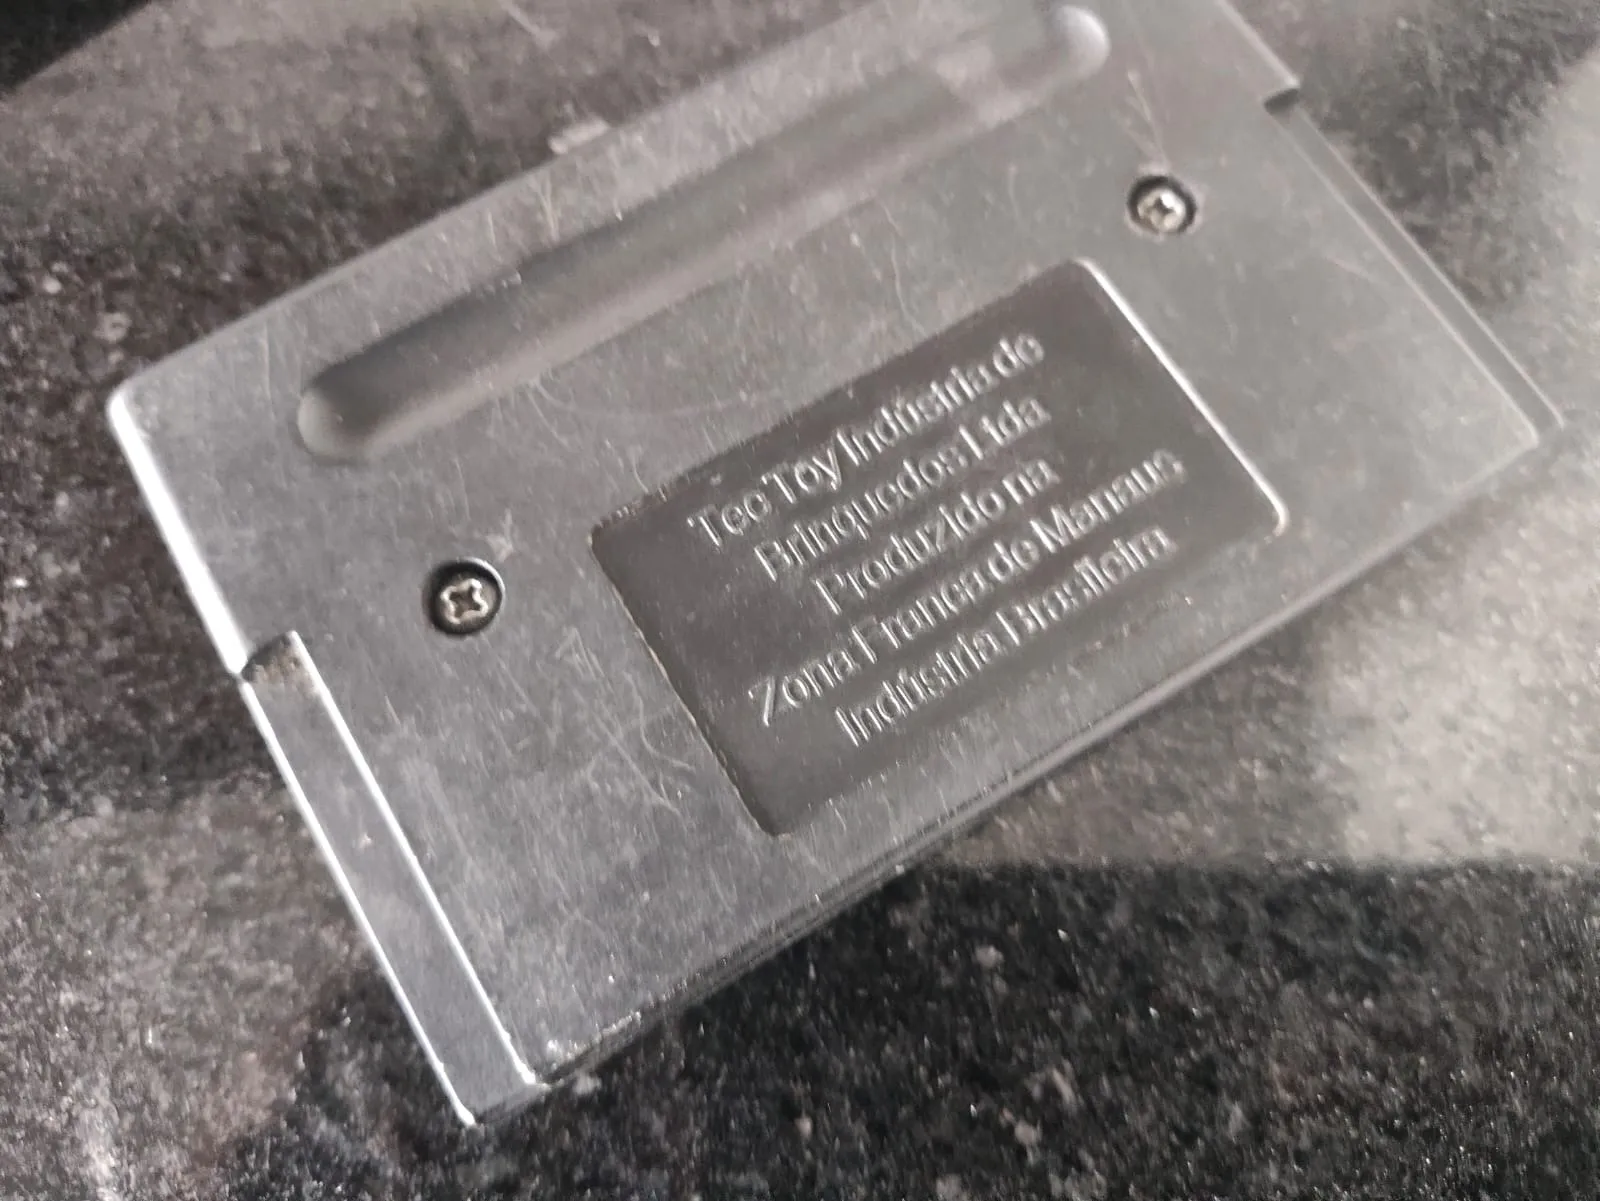 Tec Toy Indústria de
Brinquedos Ltda
Produzido na
Zona Franca de Manaus
Indústria Brasileira